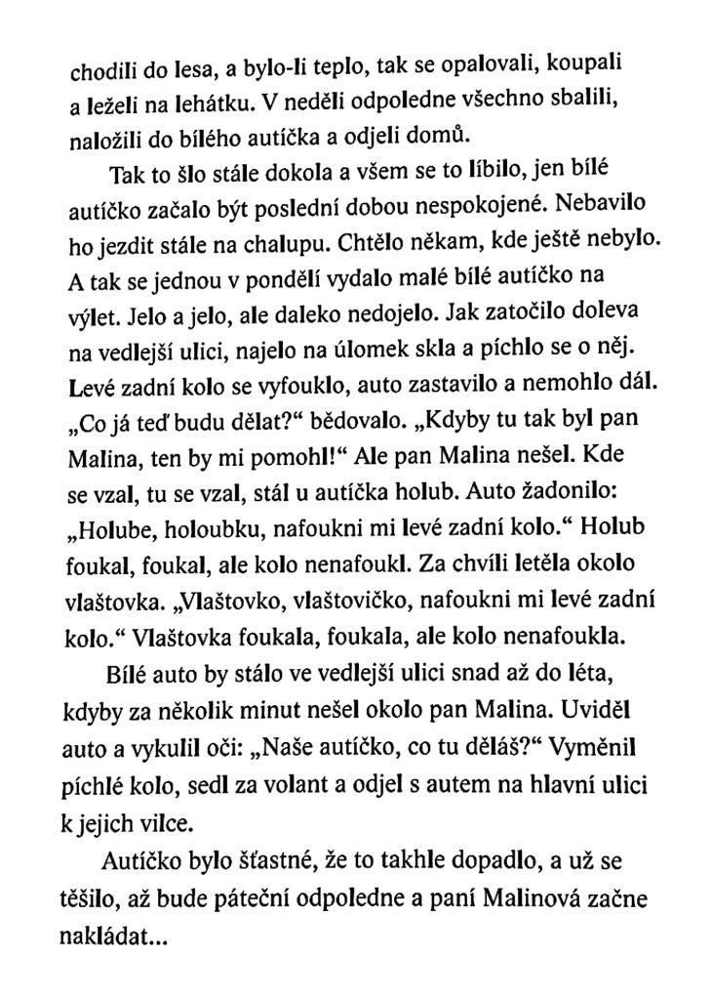 chodili do lesa, a bylo-li teplo, tak se opalovali, koupali
a leželi na lehátku. V neděli odpoledne všechno sbalili,
naložili do bílého autíčka a odjeli domů.
Tak to šlo stále dokola a všem se to líbilo, jen bílé
autíčko začalo být poslední dobou nespokojené. Nebavilo
ho jezdit stále na chalupu. Chtělo někam, kde ještě nebylo.
A tak se jednou v pondělí vydalo malé bílé autíčko na
výlet. Jelo a jelo, ale daleko nedojelo. Jak zatočilo doleva
na vedlejší ulici, najelo na úlomek skla a píchlo se o něj.
Levé zadní kolo se vyfouklo, auto zastavilo a nemohlo dál.
„Co já teď budu dělat?“ bědovalo. „Kdyby tu tak byl pan
Malina, ten by mi pomohl!“ Ale pan Malina nešel. Kde
se vzal, tu se vzal, stál u autíčka holub. Auto žadonilo:
„Holube, holoubku, nafoukni mi levé zadní kolo.“ Holub
foukal, foukal, ale kolo nenafoukl. Za chvíli letěla okolo
vlaštovka. „Vlaštovko, vlaštovičko, nafoukni mi levé zadní
kolo.“ Vlaštovka foukala, foukala, ale kolo nenafoukla.
Bílé auto by stálo ve vedlejší ulici snad až do léta,
kdyby za několik minut nešel okolo pan Malina. Uviděl
auto a vykulil oči: „Naše autíčko, co tu děláš?“ Vyměnil
píchlé kolo, sedl za volant a odjel s autem na hlavní ulici
k jejich vilce.
Autíčko bylo šťastné, že to takhle dopadlo, a už se
těšilo, až bude páteční odpoledne a paní Malinová začne
nakládat...